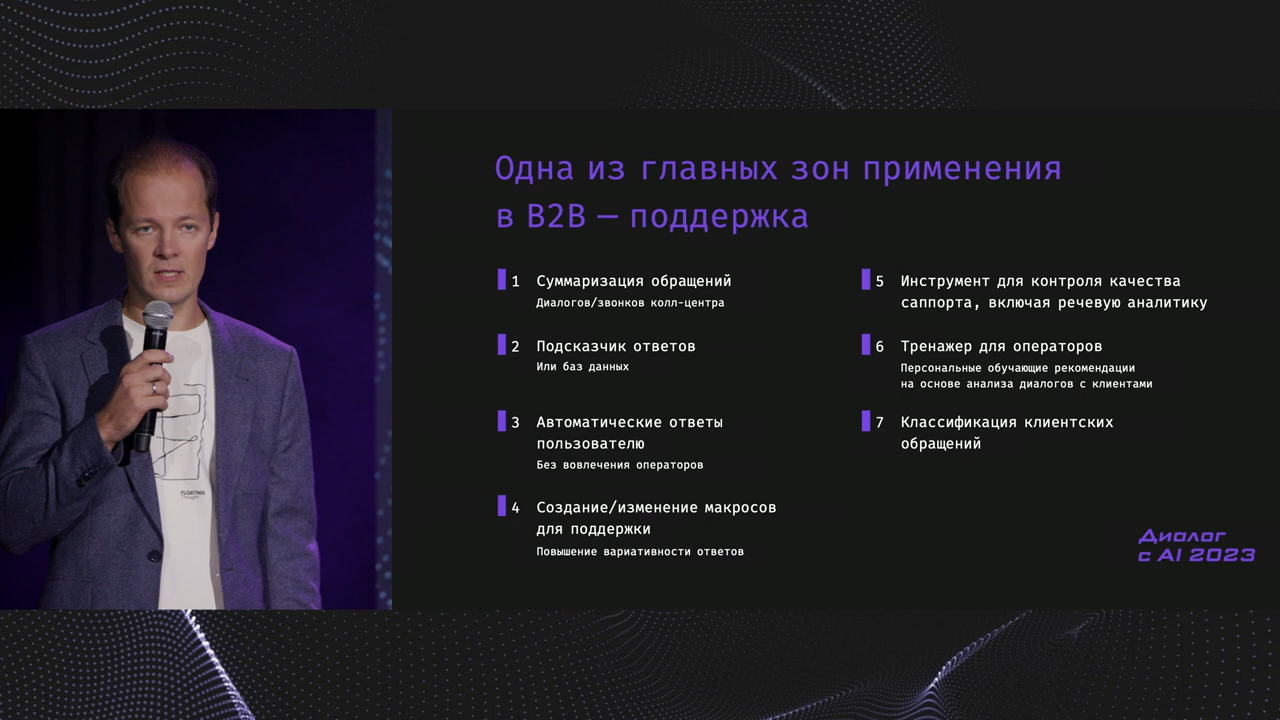 Одна из главных зон применения
в B2B — поддержка
1 Суммаризация обращений
Диалогов/звонков колл-центра
2 Подсказчик ответов
Или баз данных
3 Автоматические ответы
пользователю
Без вовлечения операторов
4 Создание/изменение макросов
для поддержки
Повышение вариативности ответов
5 Инструмент для контроля качества
саппорта, включая речевую аналитику
6 Тренажер для операторов
Персональные обучающие рекомендации
на основе анализа диалогов с клиентами
7 Классификация клиентских
обращений
Диалог
с AI 2023
FLOATING